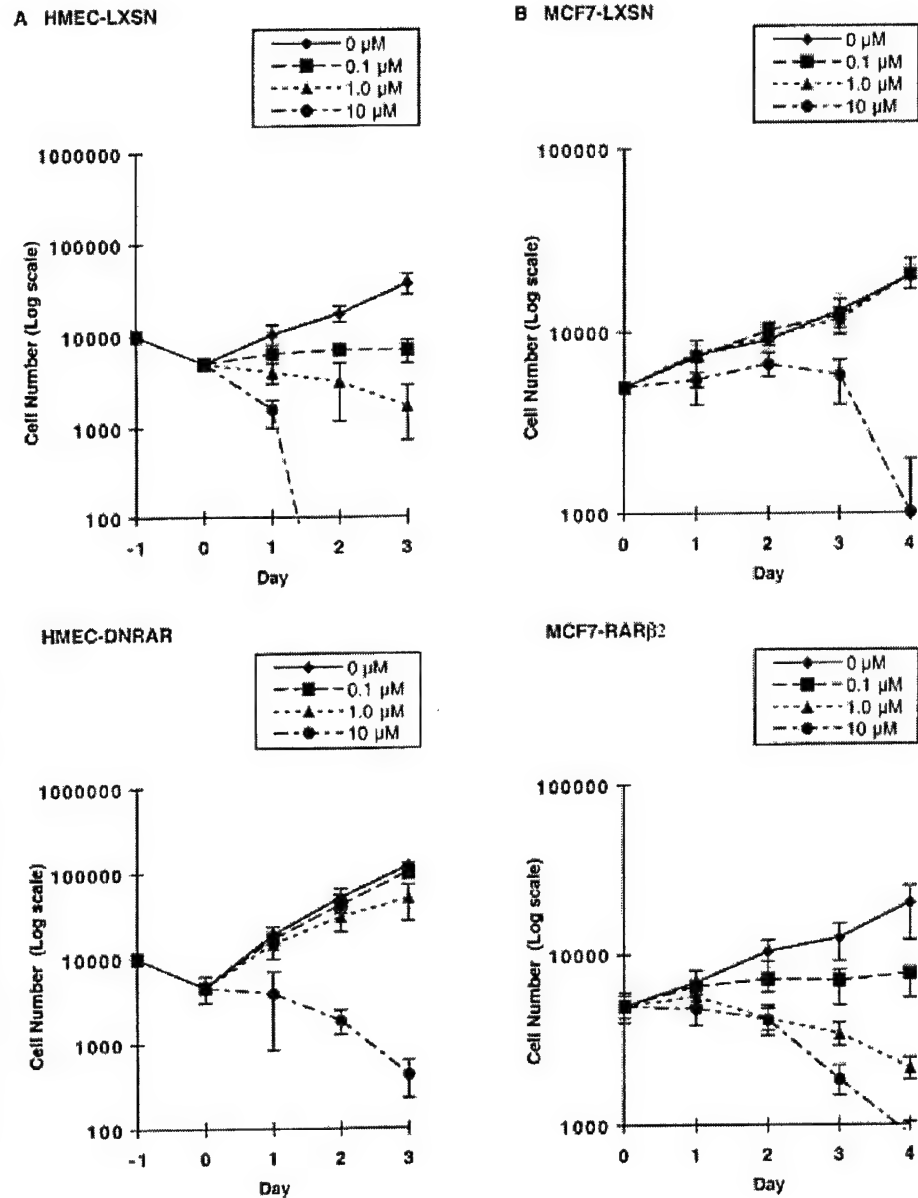 A HMEC-LXSN
0 µM
0.1 µM
1.0 µM
10 µM
1000000
100000
10000
1000
100
Cell Number (Log scale)
-1 0 1 2 3
Day
B MCF7-LXSN
0 µM
0.1 µM
1.0 µM
10 µM
100000
10000
1000
Cell Number (Log scale)
0 1 2 3 4
Day
HMEC-DNRAR
0 µM
0.1 µM
1.0 µM
10 µM
1000000
100000
10000
1000
100
Cell Number (Log scale)
-1 0 1 2 3
Day
MCF7-RARβ2
0 µM
0.1 µM
1.0 µM
10 µM
100000
10000
1000
Cell Number (Log scale)
0 1 2 3 4
Day